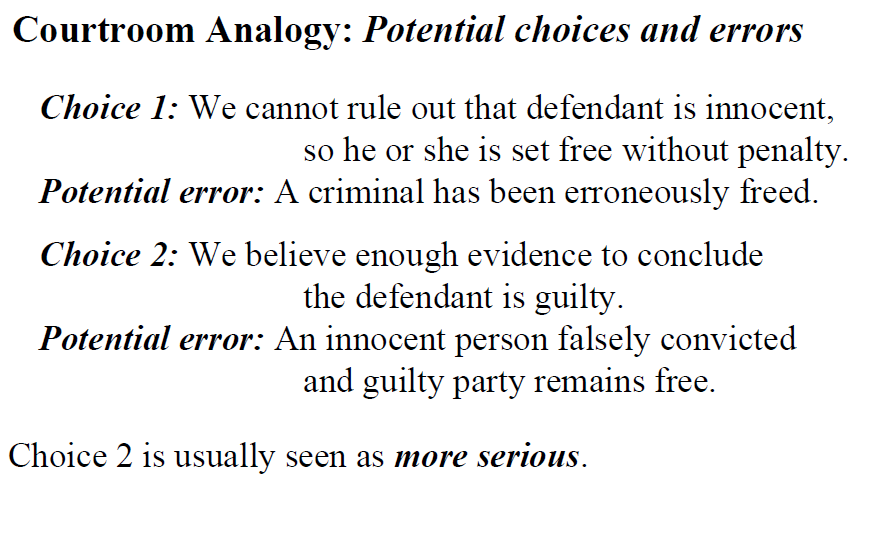 Courtroom Analogy: Potential choices and errors
Choice 1: We cannot rule out that defendant is innocent,
so he or she is set free without penalty.
Potential error: A criminal has been erroneously freed.
Choice 2: We believe enough evidence to conclude
the defendant is guilty.
Potential error: An innocent person falsely convicted
and guilty party remains free.
Choice 2 is usually seen as more serious.